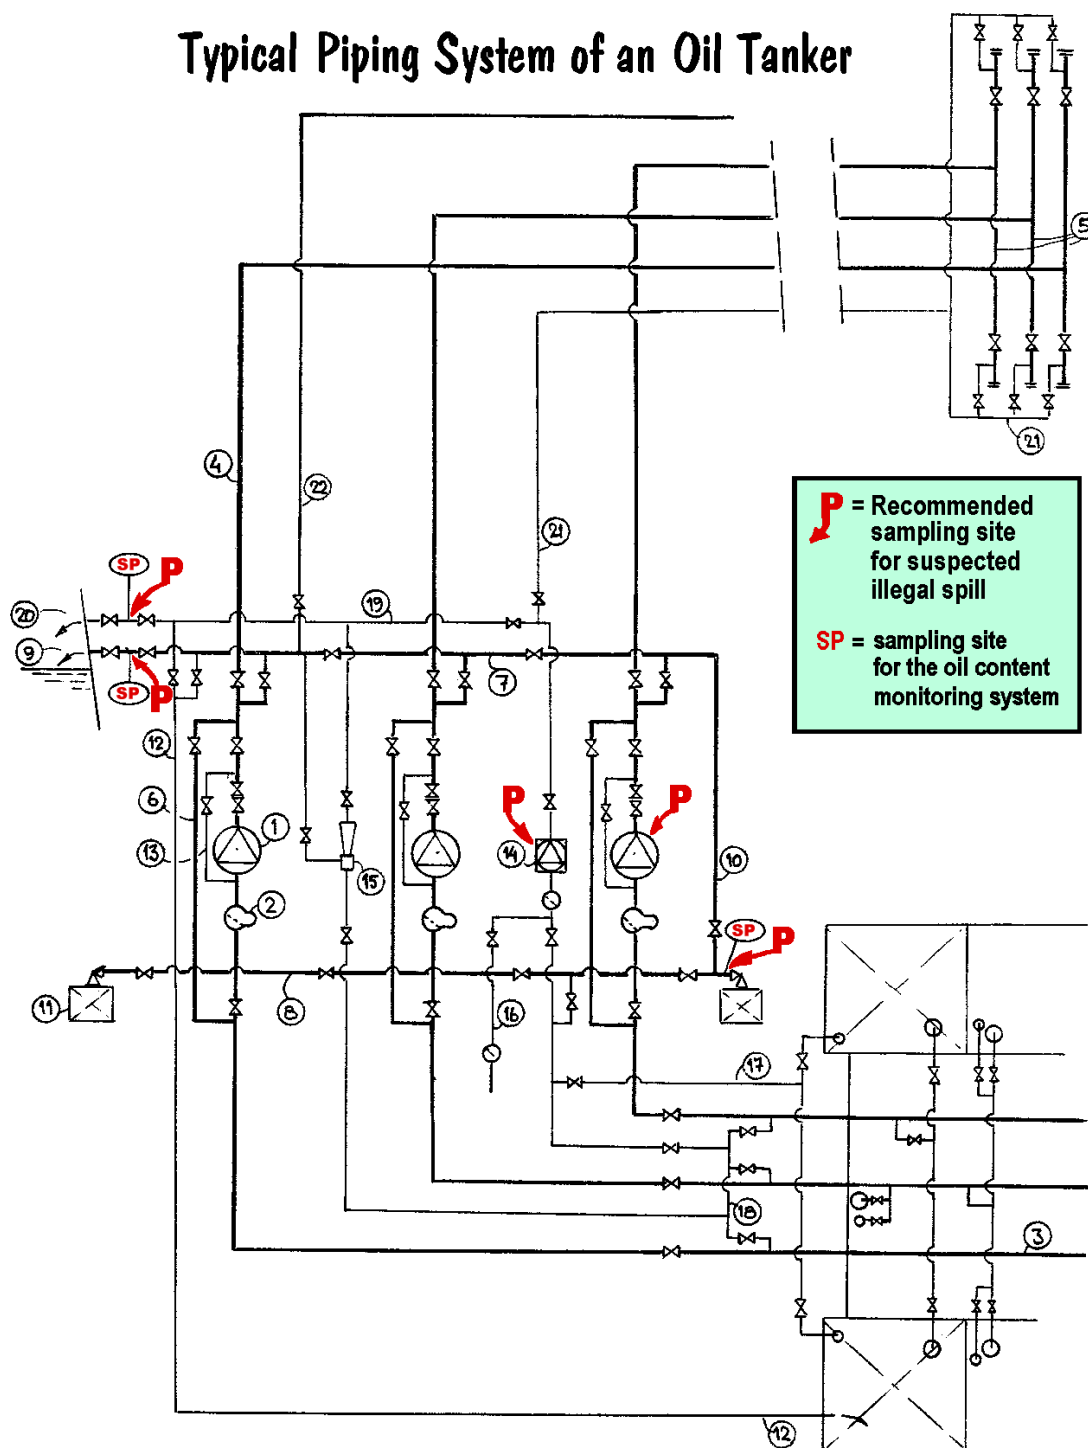 Typical Piping System of an Oil Tanker
5
4
22
21
21
P = Recommended
sampling site
for suspected
illegal spill
SP = sampling site
for the oil content
monitoring system
SP
P
20
19
9
SP
P
7
12
6
13
1
15
P
14
P
10
2
SP
P
11
8
16
17
18
3
12